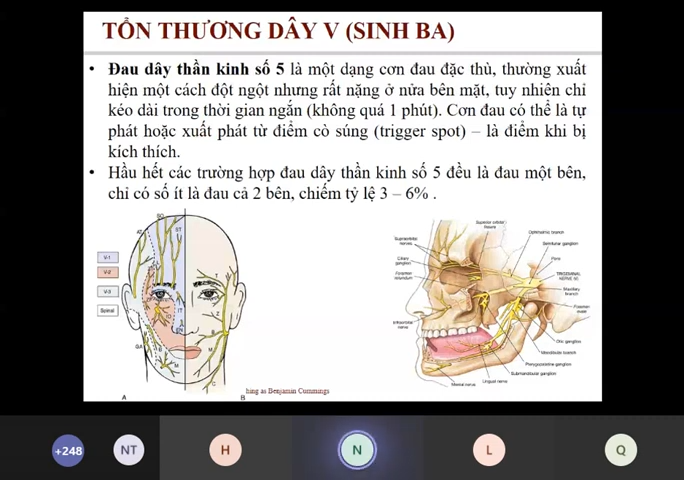 TỔN THƯƠNG DÂY V (SINH BA)
• Đau dây thần kinh số 5 là một dạng cơn đau đặc thù, thường xuất
hiện một cách đột ngột nhưng rất nặng ở nửa bên mặt, tuy nhiên chỉ
kéo dài trong thời gian ngắn (không quá 1 phút). Cơn đau có thể là tự
phát hoặc xuất phát từ điểm cò súng (trigger spot) – là điểm khi bị
kích thích.
• Hầu hết các trường hợp đau dây thần kinh số 5 đều là đau một bên,
chỉ có số ít là đau cả 2 bên, chiếm tỷ lệ 3 – 6% .
V-1
V-2
V-3
Spinal
SO
ST
AT
IT
GA
B
M
T
Z
B
M
C
A
B
hing as Benjamin Cummings
Superior orbital
fissure
Ophthalmic branch
Semilunar ganglion
Pons
TRIGEMINAL
NERVE (V)
Maxillary
branch
Foramen
ovale
Otic ganglion
Mandibular branch
Pterygopalatine ganglion
Submandibular ganglion
Lingual nerve
Mental nerve
Supraorbital
nerves
Ciliary
ganglion
Foramen
rotundum
Infraorbital
nerve
+248
NT
H
N
L
Q